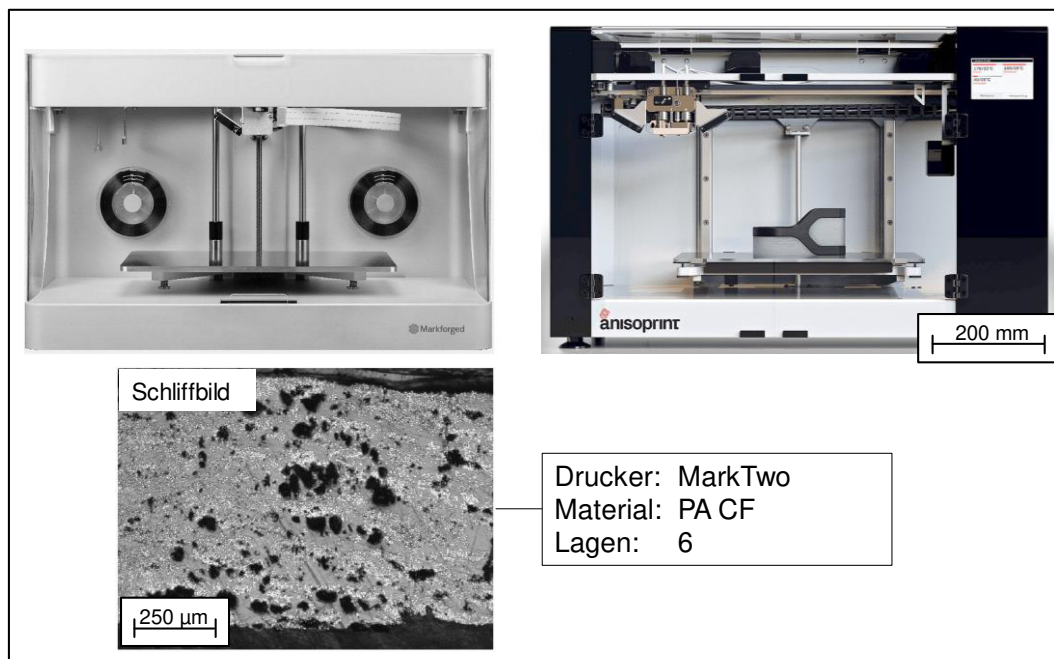 Markforged
anisoprint
200 mm
Schliffbild
250 µm
Drucker: MarkTwo
Material: PA CF
Lagen: 6